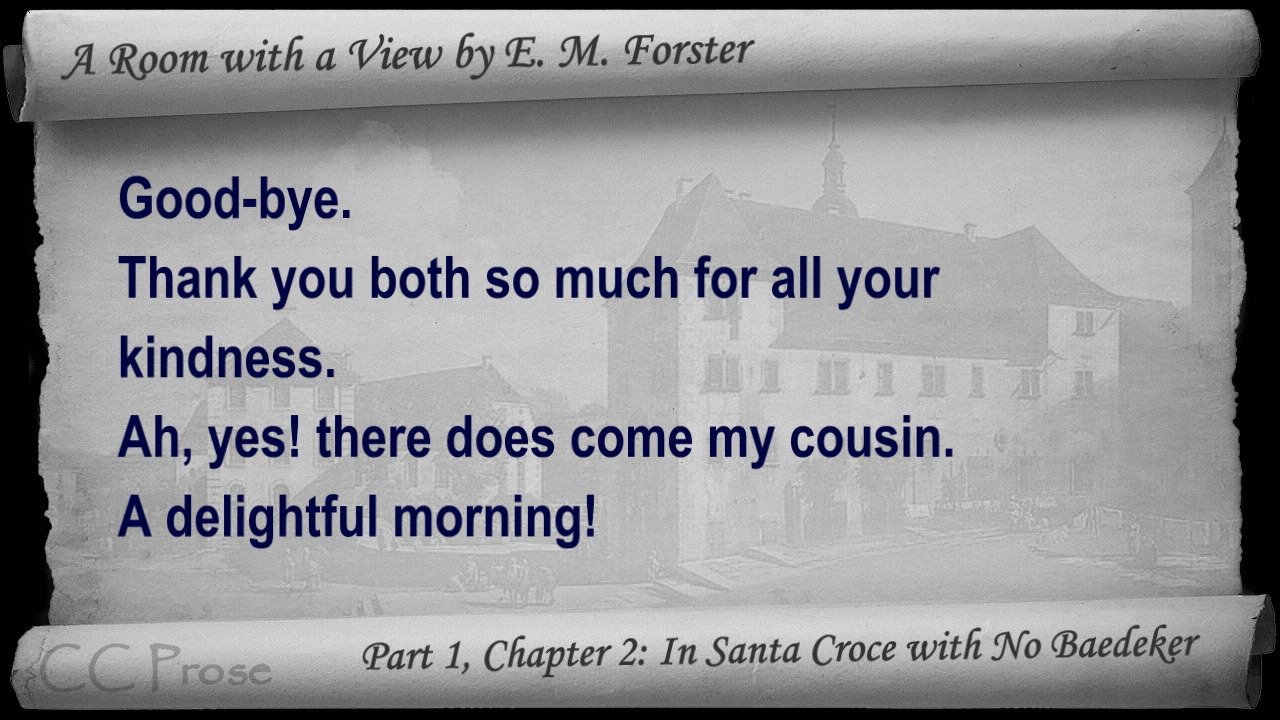 A Room with a View by E. M. Forster
Good-bye.
Thank you both so much for all your
kindness.
Ah, yes! there does come my cousin.
A delightful morning!
Part 1, Chapter 2: In Santa Croce with No Baedeker
CC Prose